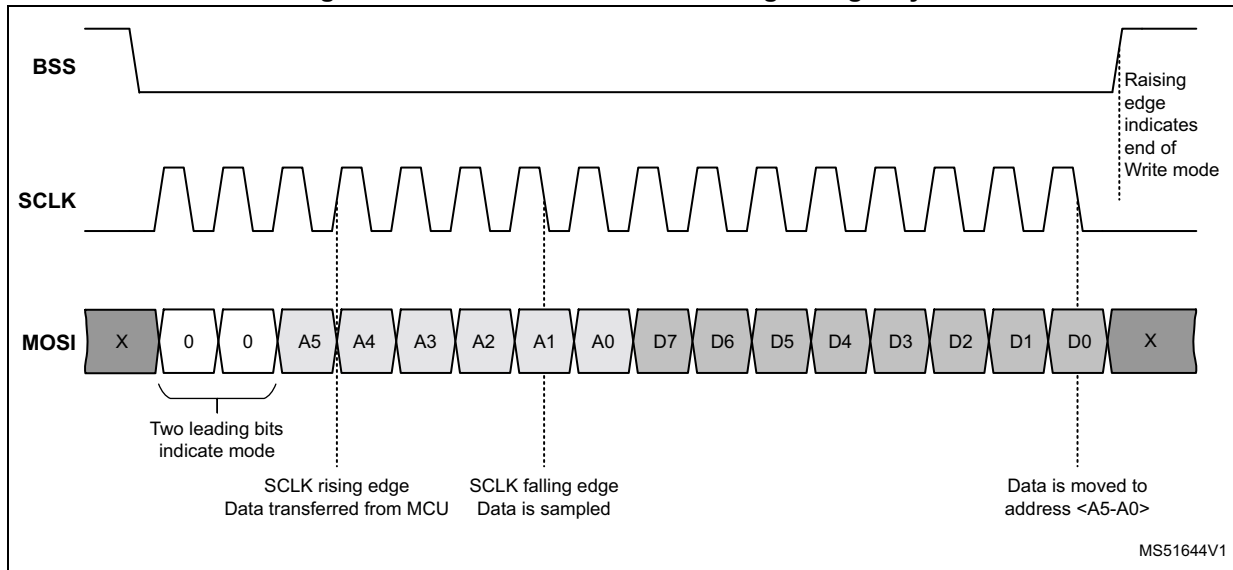 BSS
Raising
edge
indicates
end of
Write mode
SCLK
MOSI
X 0 0 A5 A4 A3 A2 A1 A0 D7 D6 D5 D4 D3 D2 D1 D0 X
Two leading bits
indicate mode
SCLK rising edge
Data transferred from MCU
SCLK falling edge
Data is sampled
Data is moved to
address <A5-A0>
MS51644V1